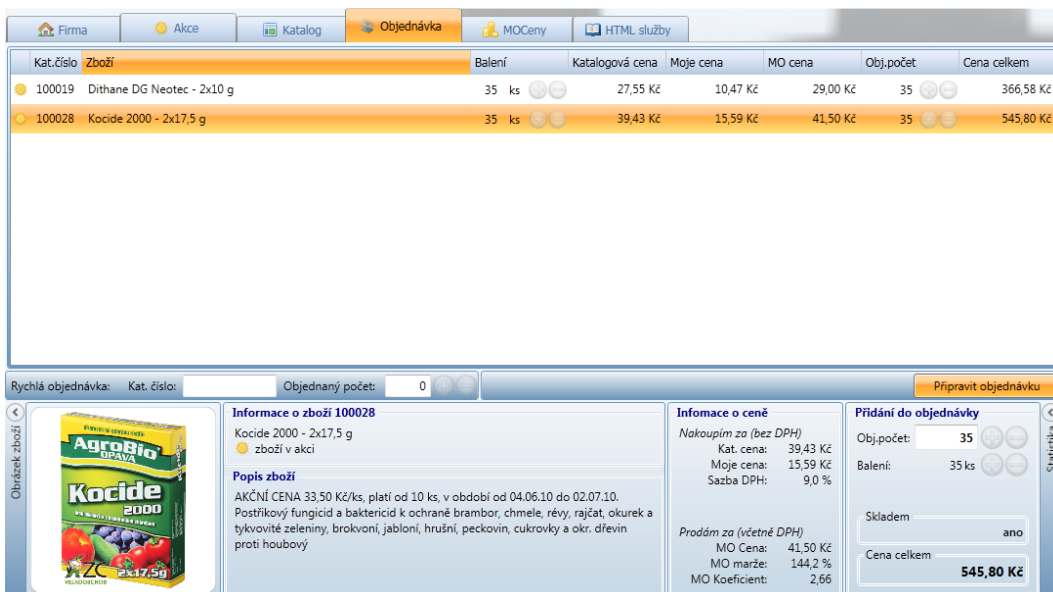 Firma Akce Katalog Objednávka MOCeny HTML služby
Kat.číslo Zboží Balení Katalogová cena Moje cena MO cena Obj.počet Cena celkem
100019 Dithane DG Neotec - 2x10 g 35 ks 27,55 Kč 10,47 Kč 29,00 Kč 35 366,58 Kč
100028 Kocide 2000 - 2x17,5 g 35 ks 39,43 Kč 15,59 Kč 41,50 Kč 35 545,80 Kč
Rychlá objednávka: Kat. číslo: Objednaný počet: 0 Připravit objednávku
Obrázek zboží
AgroBio
OPAVA
Kocide
2000
ZC
VELKOOBCHOD
2x17,5g
Informace o zboží 100028
Kocide 2000 - 2x17,5 g
zboží v akci
Popis zboží
AKČNÍ CENA 33,50 Kč/ks, platí od 10 ks, v období od 04.06.10 do 02.07.10.
Postřikový fungicid a baktericid k ochraně brambor, chmele, révy, rajčat, okurek a
tykvovité zeleniny, brokvoní, jabloní, hrušní, peckovin, cukrovky a okr. dřevin
proti houbový
Infomace o ceně
Nakoupím za (bez DPH)
Kat. cena: 39,43 Kč
Moje cena: 15,59 Kč
Sazba DPH: 9,0 %
Prodám za (včetně DPH)
MO Cena: 41,50 Kč
MO marže: 144,2 %
MO Koeficient: 2,66
Přidání do objednávky
Obj.počet: 35
Balení: 35 ks
Skladem
ano
Cena celkem
545,80 Kč
Statistika